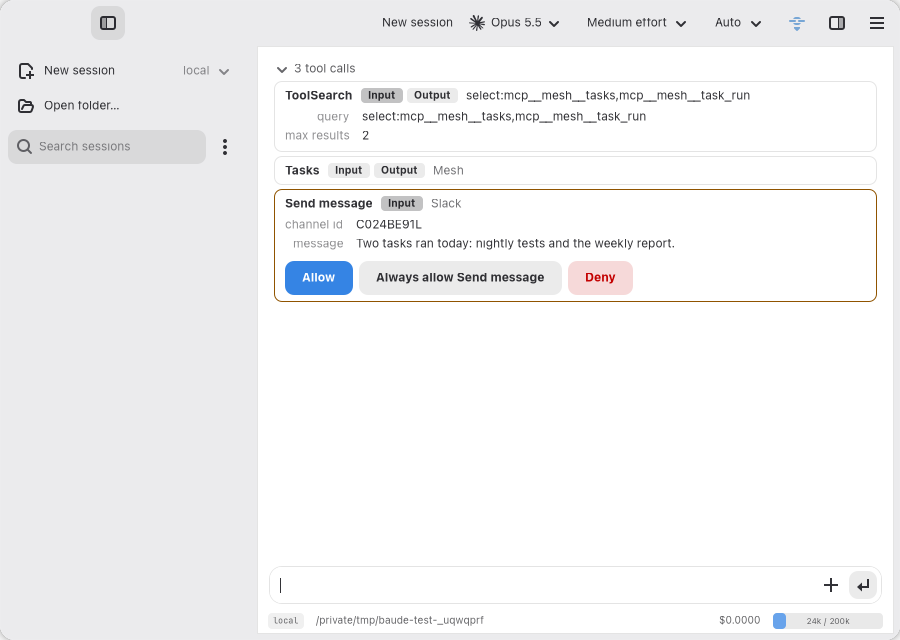 New session
Opus 5.5
Medium effort
Auto
New session
local
Open folder...
Search sessions
3 tool calls
ToolSearch Input Output select:mcp__mesh__tasks,mcp__mesh__task_run
query select:mcp__mesh__tasks,mcp__mesh__task_run
max results 2
Tasks Input Output Mesh
Send message Input Slack
channel id C024BE91L
message Two tasks ran today: nightly tests and the weekly report.
Allow Always allow Send message Deny
local /private/tmp/baude-test-_uqwqprf $0.0000 24k / 200k